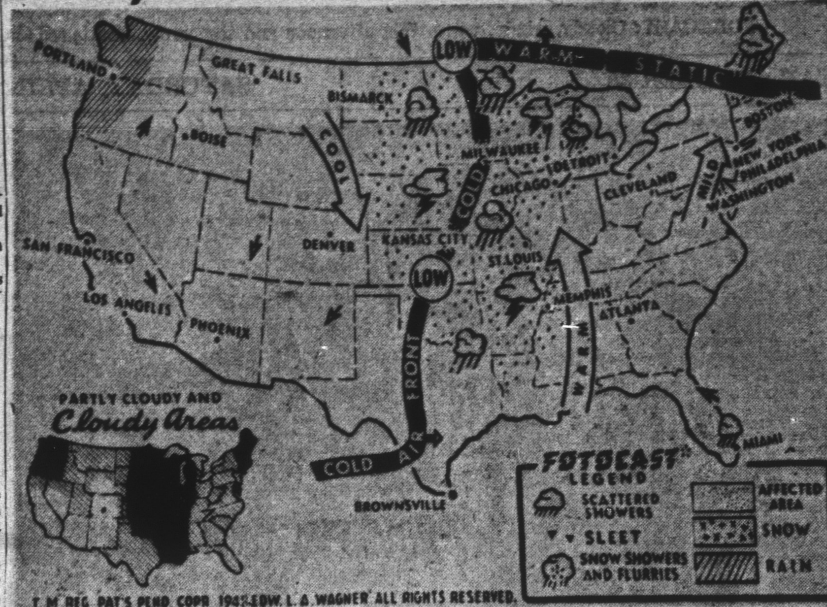 LOW
WARM
STATIC
PORTLAND
GREAT FALLS
BISMARCK
BOISE
COOL
MILWAUKEE
DETROIT
CHICAGO
COLD
CLEVELAND
BOSTON
NEW YORK
PHILADELPHIA
WASHINGTON
MILD
SAN FRANCISCO
DENVER
KANSAS CITY
ST. LOUIS
LOW
LOS ANGELES
PHOENIX
MEMPHIS
ATLANTA
WARM
FRONT
AIR
COLD
BROWNSVILLE
MIAMI
PARTLY CLOUDY AND
Cloudy Areas
FOTOCAST
LEGEND
SCATTERED
SHOWERS
SLEET
SNOW SHOWERS
AND FLURRIES
AFFECTED
AREA
SNOW
RAIN
T. M. REG. PAT'S PEND COPR EDW. L. A. WAGNER ALL RIGHTS RESERVED.